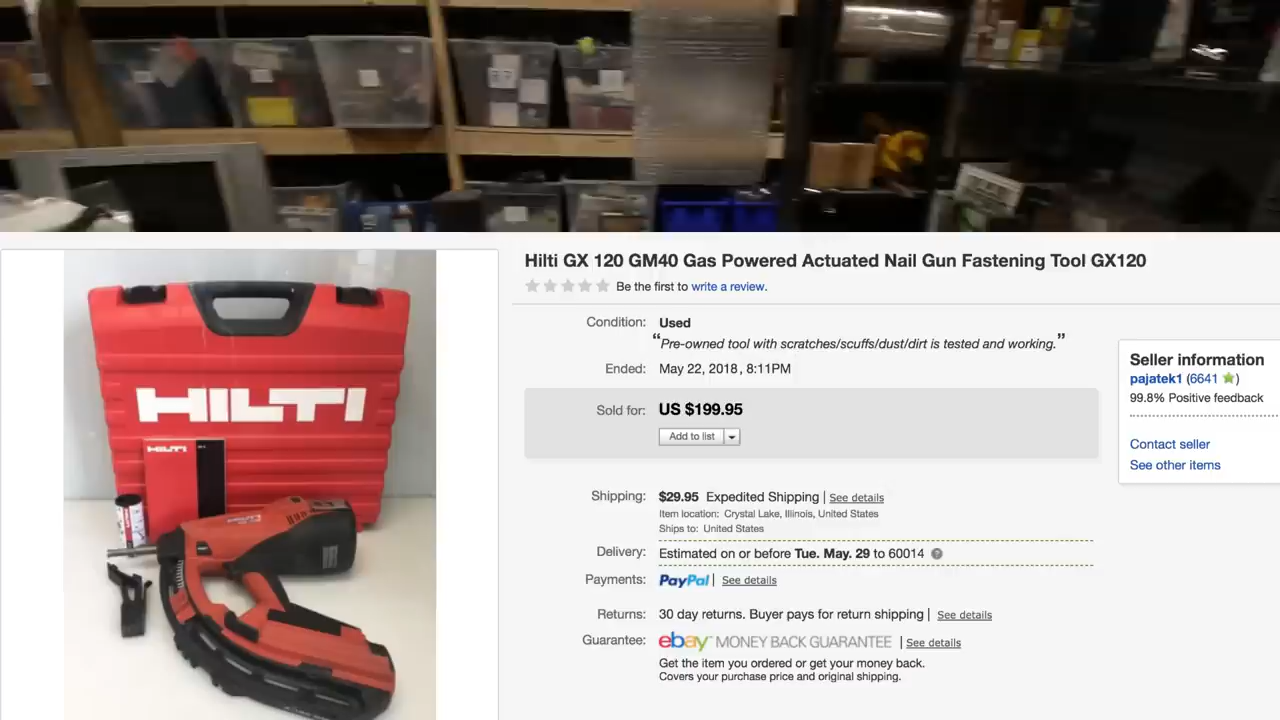 Hilti GX 120 GM40 Gas Powered Actuated Nail Gun Fastening Tool GX120
Be the first to write a review.
Condition: Used
“Pre-owned tool with scratches/scuffs/dust/dirt is tested and working.”
Ended: May 22, 2018 , 8:11PM
Sold for: US $199.95
Add to list
Shipping: $29.95 Expedited Shipping | See details
Item location: Crystal Lake, Illinois, United States
Ships to: United States
Delivery: Estimated on or before Tue. May. 29 to 60014 ?
Payments: PayPal | See details
Returns: 30 day returns. Buyer pays for return shipping | See details
Guarantee: ebay MONEY BACK GUARANTEE | See details
Get the item you ordered or get your money back.
Covers your purchase price and original shipping.
Seller information
pajatek1 (6641 )
99.8% Positive feedback
Contact seller
See other items
HILTI
HILTI
HILTI